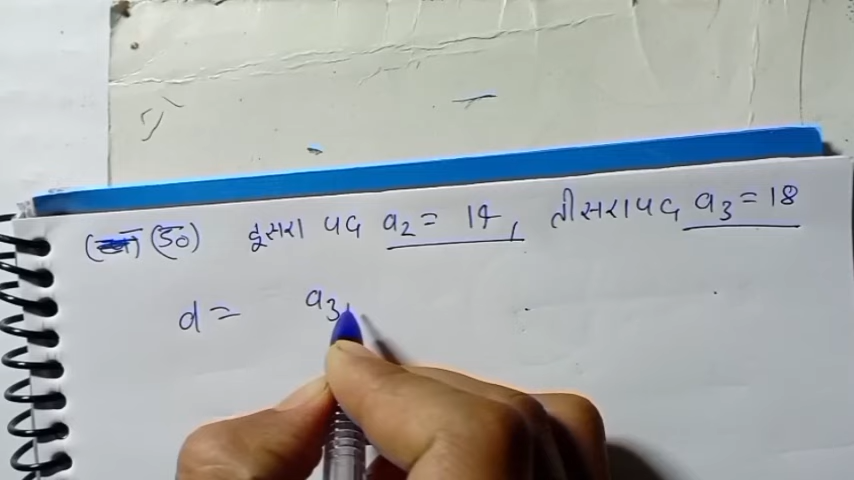 (ङ) दूसरा पद a₂ = 14, तीसरा पद a₃ = 18
d = a₃